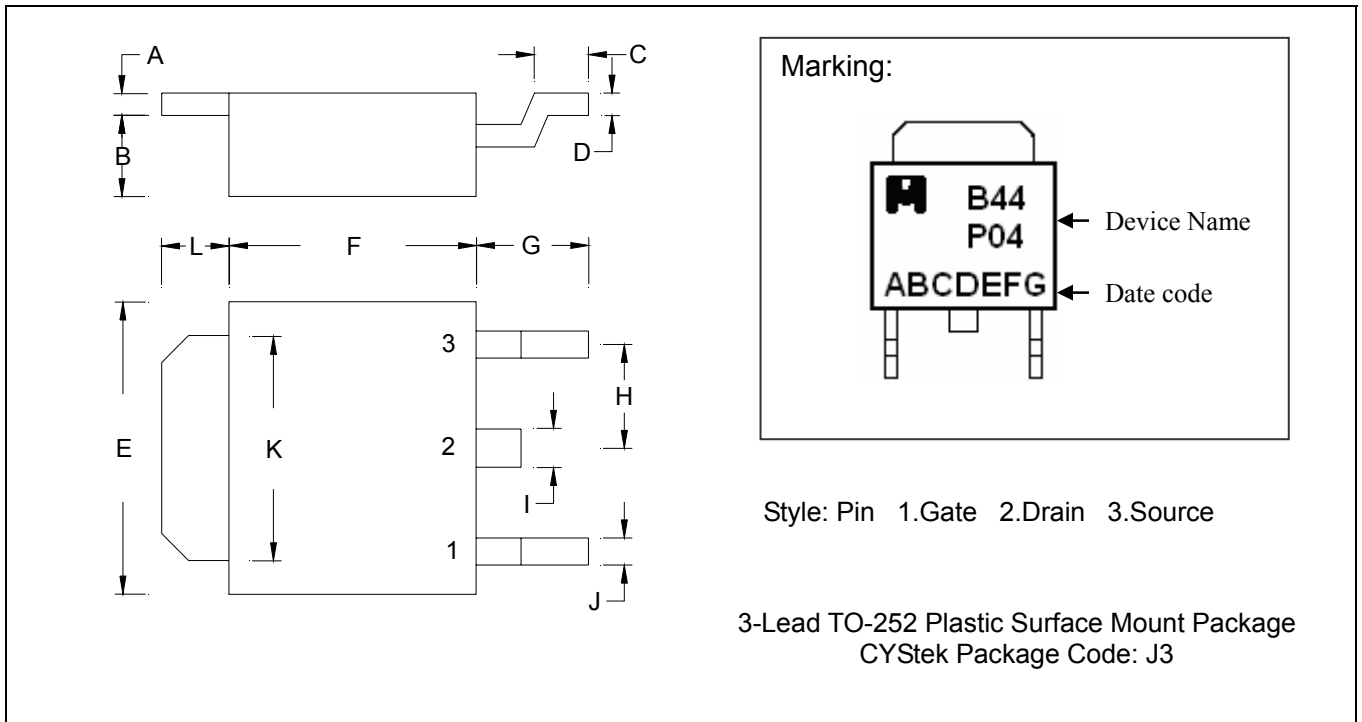 A
B
C
D
L
F
G
E
K
3
2
1
H
I
J
Marking:
B44
P04
ABCDEFG
Device Name
Date code
Style: Pin 1.Gate 2.Drain 3.Source
3-Lead TO-252 Plastic Surface Mount Package
CYStek Package Code: J3